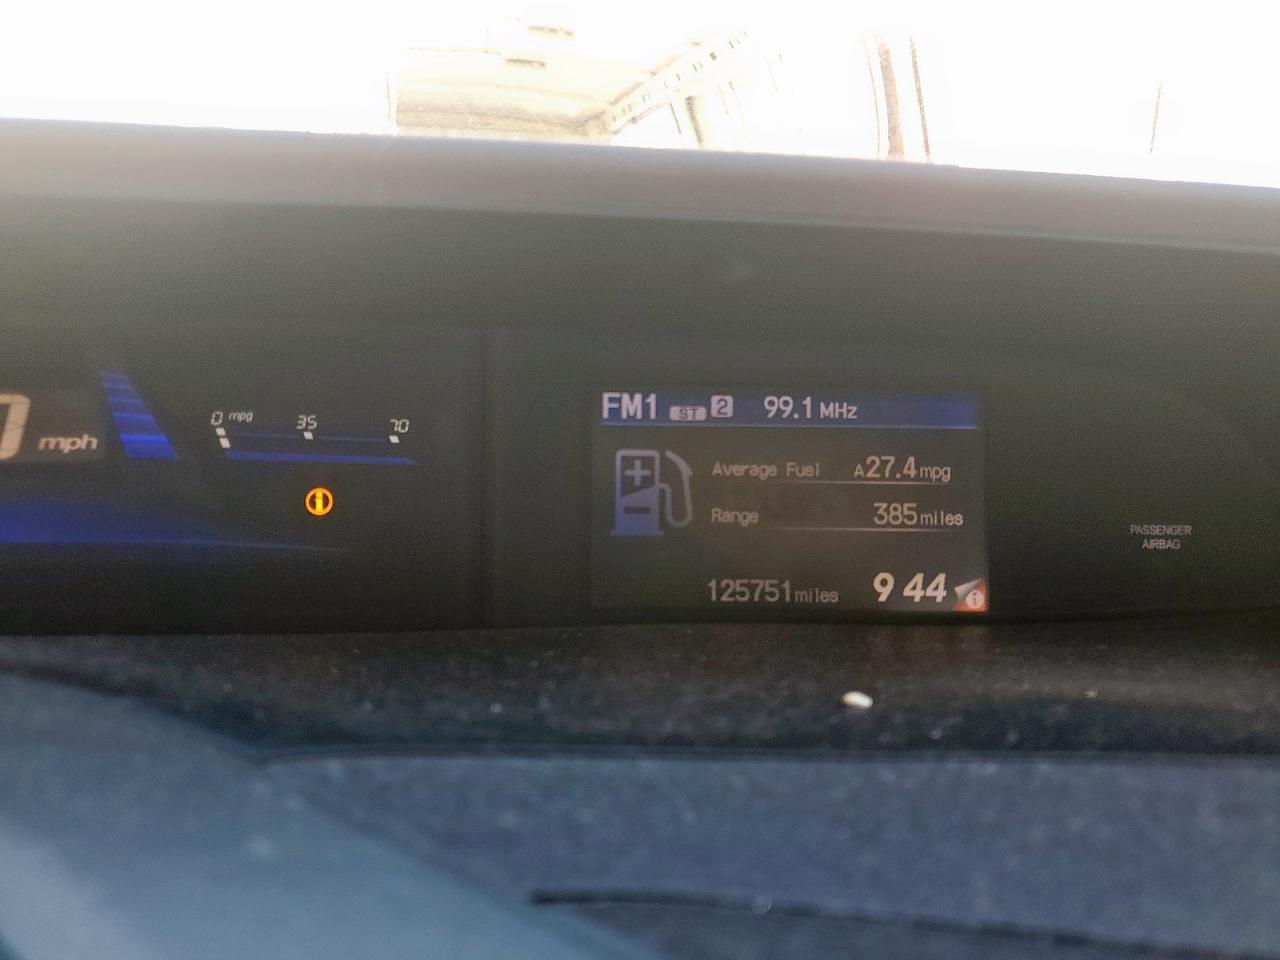 FM1 ST 2 99.1 MHz
0 mpg 35 70
mph
Average Fuel A27.4 mpg
Range 385 miles
PASSENGER
AIRBAG
125751 miles 9 44